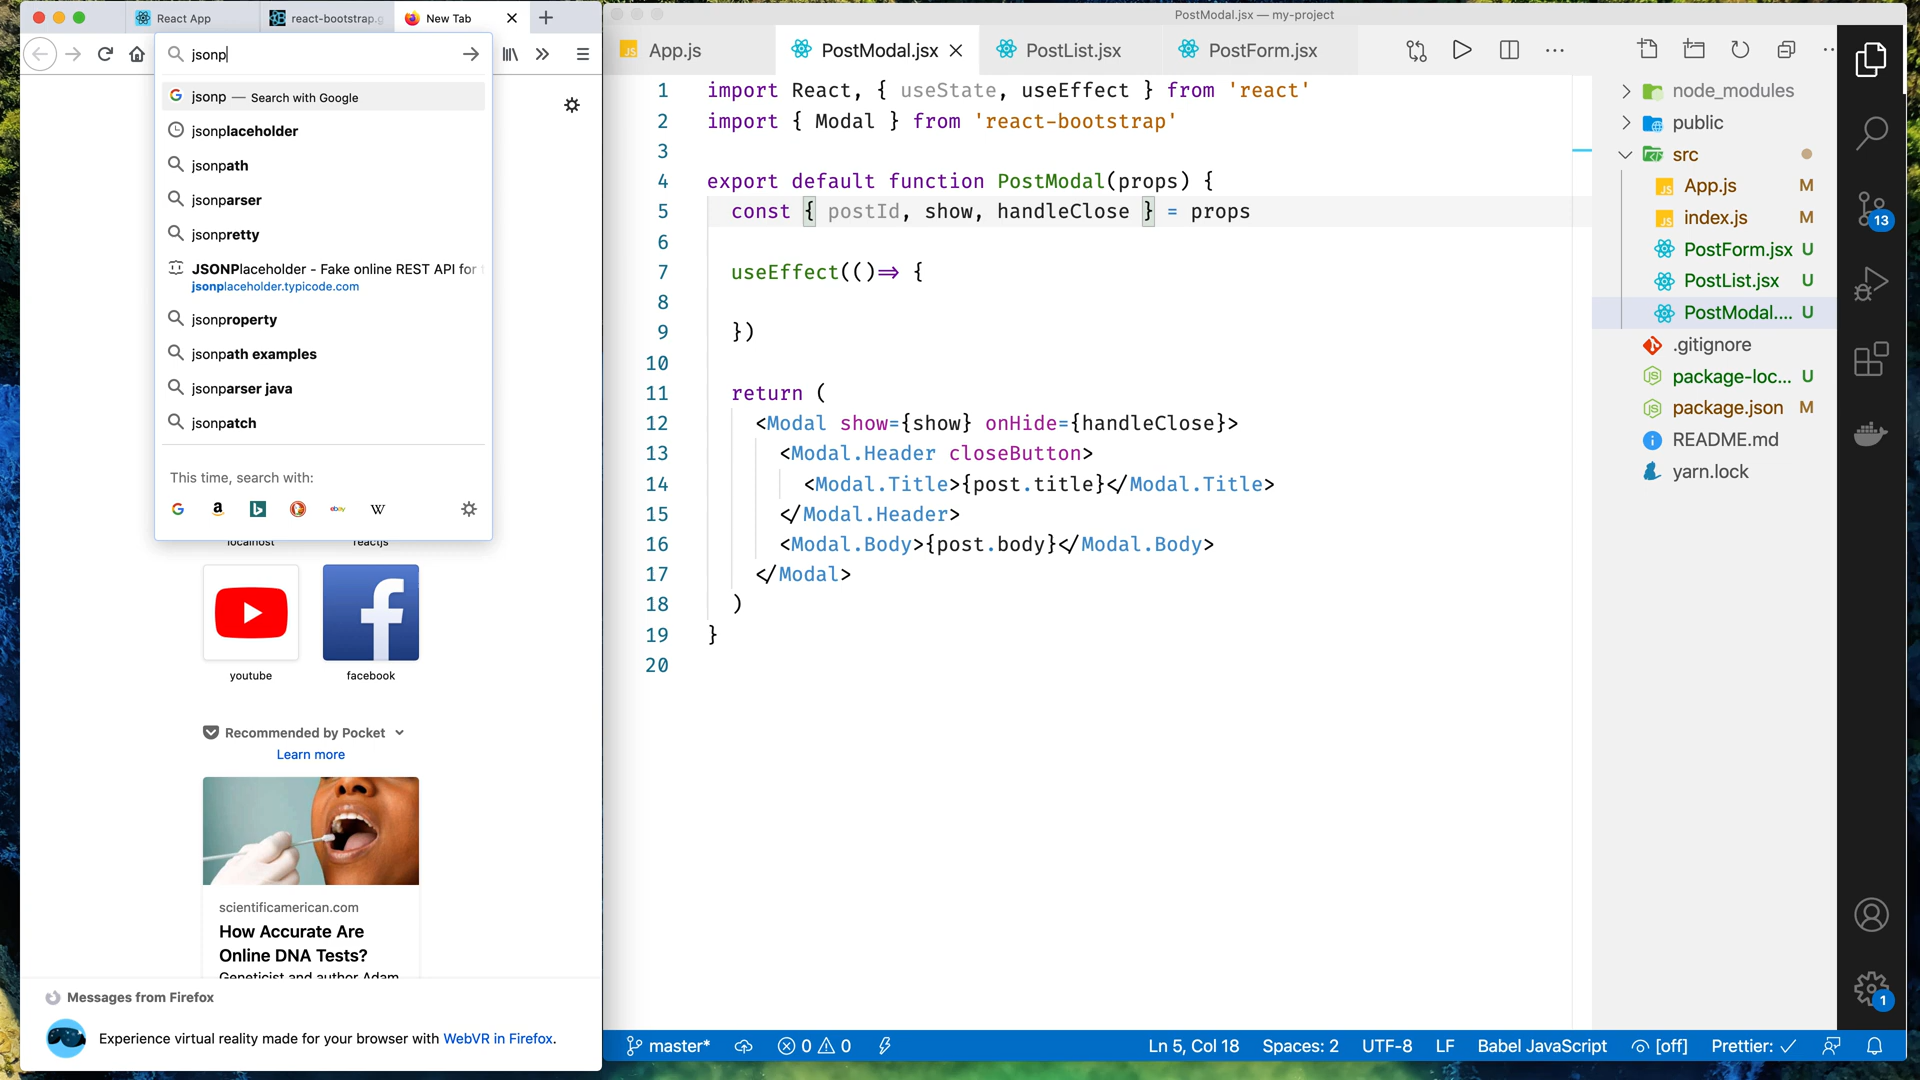 React App
react-bootstrap.g
New Tab
jsonp
jsonp — Search with Google
jsonplaceholder
jsonpath
jsonparser
jsonpretty
JSONPlaceholder - Fake online REST API for
jsonplaceholder.typicode.com
jsonproperty
jsonpath examples
jsonparser java
jsonpatch
This time, search with:
localhost
reactjs
youtube
facebook
Recommended by Pocket
Learn more
scientificamerican.com
How Accurate Are
Online DNA Tests?
Geneticist and author Adam
Messages from Firefox
Experience virtual reality made for your browser with WebVR in Firefox.
PostModal.jsx — my-project
App.js
PostModal.jsx
PostList.jsx
PostForm.jsx
1 import React, { useState, useEffect } from 'react'
2 import { Modal } from 'react-bootstrap'
3
4 export default function PostModal(props) {
5 const { postId, show, handleClose } = props
6
7 useEffect(()=> {
8
9 })
10
11 return (
12 <Modal show={show} onHide={handleClose}>
13 <Modal.Header closeButton>
14 <Modal.Title>{post.title}</Modal.Title>
15 </Modal.Header>
16 <Modal.Body>{post.body}</Modal.Body>
17 </Modal>
18 )
19 }
20
node_modules
public
src
App.js M
index.js M
PostForm.jsx U
PostList.jsx U
PostModal.... U
.gitignore
package-loc... U
package.json M
README.md
yarn.lock
13
1
master*
0 0
Ln 5, Col 18
Spaces: 2
UTF-8
LF
Babel JavaScript
[off]
Prettier: ✓